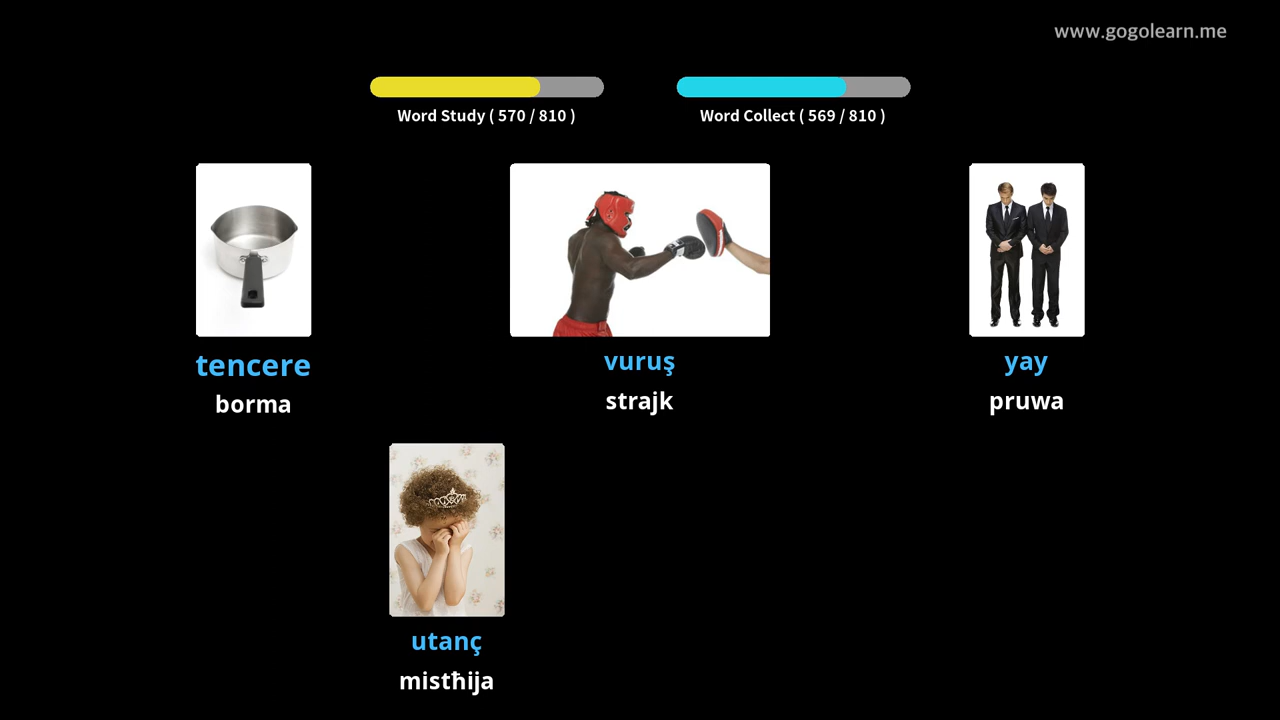 www.gogolearn.me
Word Study ( 570 / 810 )
Word Collect ( 569 / 810 )
tencere
borma
vuruş
strajk
yay
pruwa
utanç
mistħija